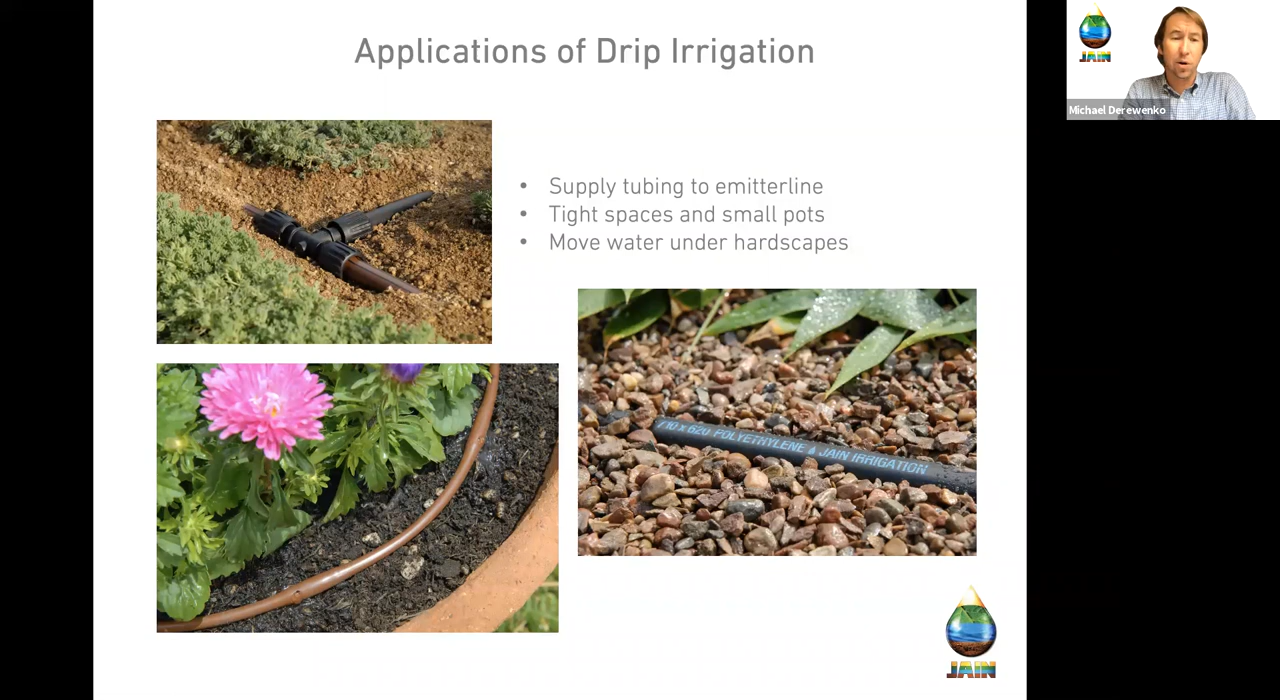 Applications of Drip Irrigation
• Supply tubing to emitterline
• Tight spaces and small pots
• Move water under hardscapes
710 x 620 POLYETHYLENE JAIN IRRIGATION
JAIN
JAIN
Michael Derewenko